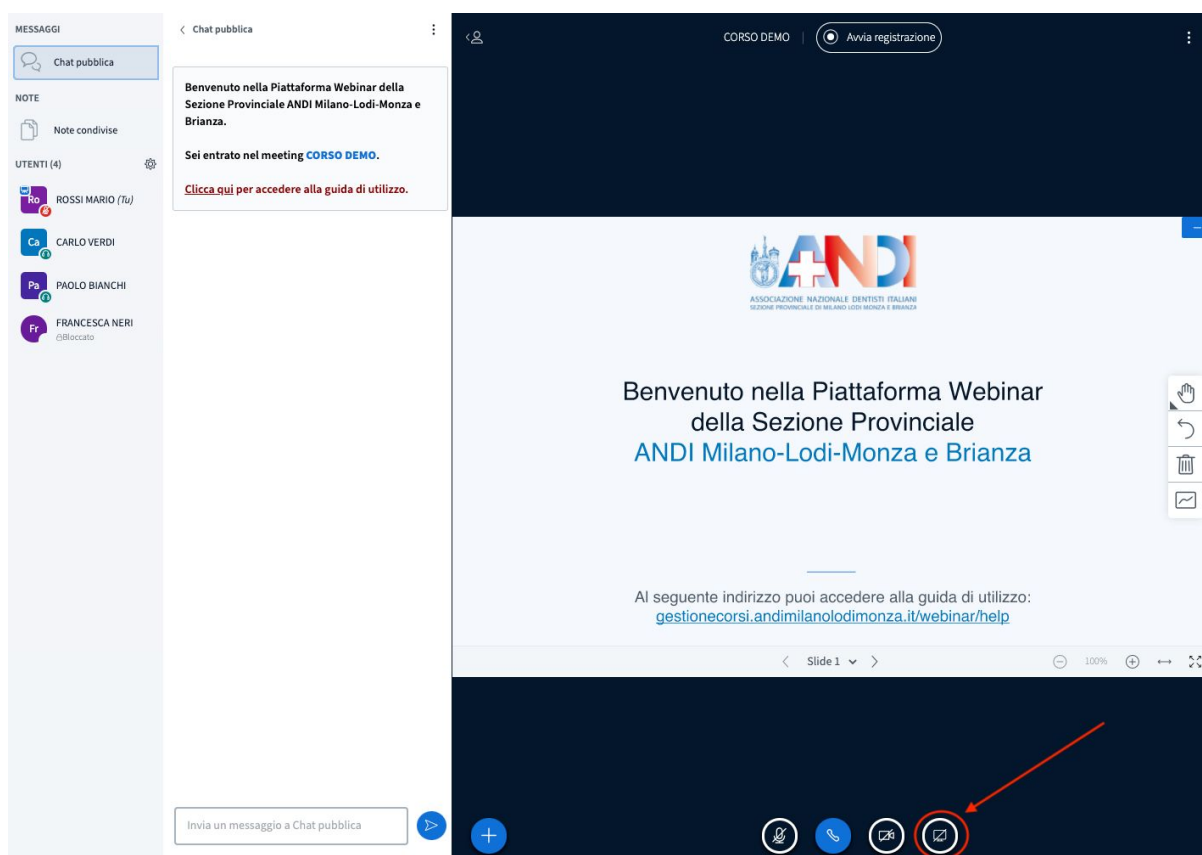 MESSAGGI
Chat pubblica
NOTE
Note condivise
UTENTI (4)
Ro ROSSI MARIO (Tu)
Ca CARLO VERDI
Pa PAOLO BIANCHI
Fr FRANCESCA NERI
Bloccato
Chat pubblica
Benvenuto nella Piattaforma Webinar della
Sezione Provinciale ANDI Milano-Lodi-Monza e
Brianza.
Sei entrato nel meeting CORSO DEMO.
Clicca qui per accedere alla guida di utilizzo.
Invia un messaggio a Chat pubblica
CORSO DEMO
Avvia registrazione
ANDI
ASSOCIAZIONE NAZIONALE DENTISTI ITALIANI
SEZIONE PROVINCIALE DI MILANO LODI MONZA E BRIANZA
Benvenuto nella Piattaforma Webinar
della Sezione Provinciale
ANDI Milano-Lodi-Monza e Brianza
Al seguente indirizzo puoi accedere alla guida di utilizzo:
gestionecorsi.andimilanolodimonza.it/webinar/help
Slide 1
100%